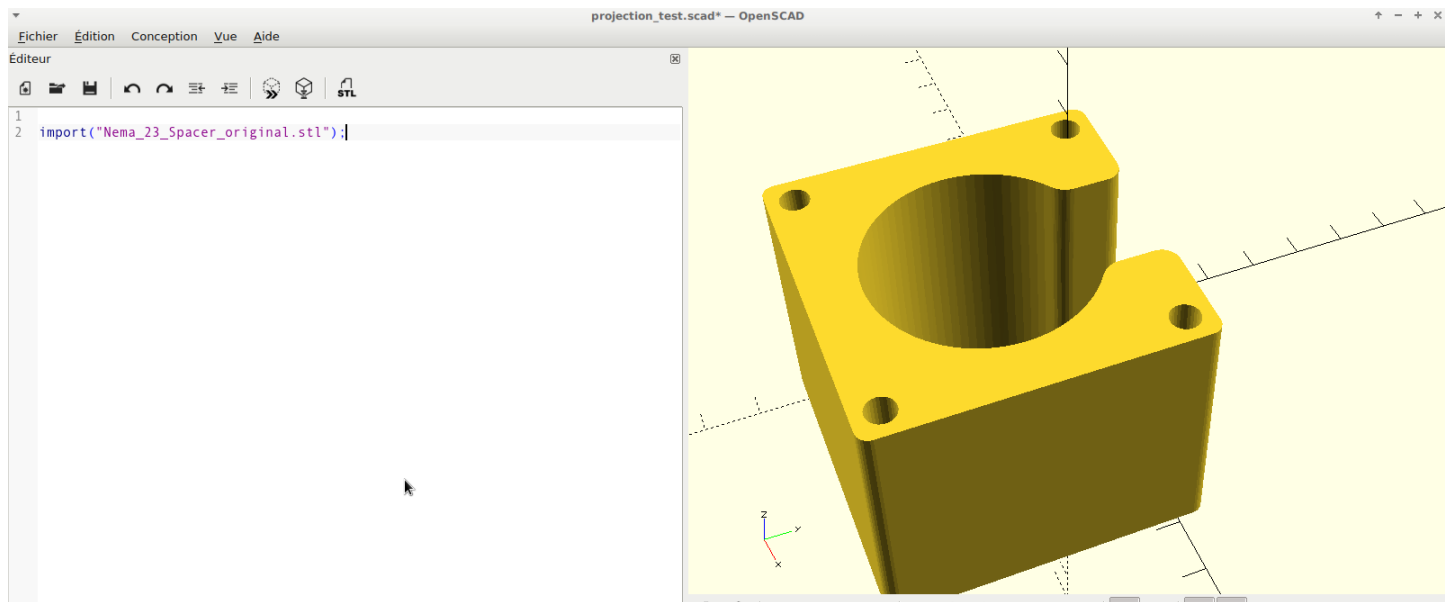 projection_test.scad* — OpenSCAD
Fichier Édition Conception Vue Aide
Éditeur
STL
1
2 import("Nema_23_Spacer_original.stl");
z
y
x